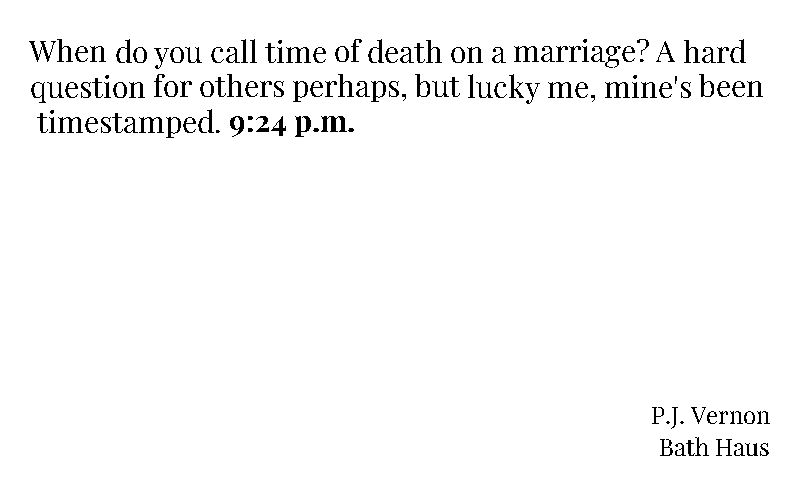 When do you call time of death on a marriage? A hard
question for others perhaps, but lucky me, mine's been
timestamped. 9:24 p.m.
P.J. Vernon
Bath Haus